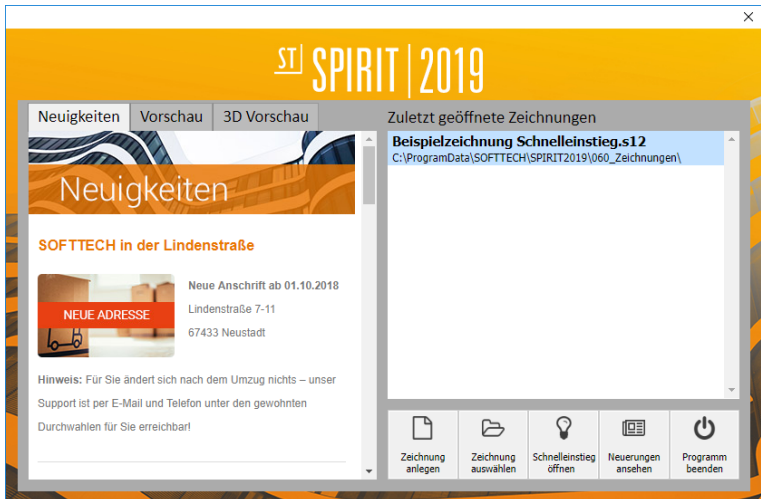 ST SPIRIT | 2019
Neuigkeiten Vorschau 3D Vorschau
Neuigkeiten
SOFTTECH in der Lindenstraße
NEUE ADRESSE
Neue Anschrift ab 01.10.2018
Lindenstraße 7-11
67433 Neustadt
Hinweis: Für Sie ändert sich nach dem Umzug nichts – unser
Support ist per E-Mail und Telefon unter den gewohnten
Durchwahlen für Sie erreichbar!
Zuletzt geöffnete Zeichnungen
Beispielzeichnung Schnelleinstieg.s12
C:\ProgramData\SOFTTECH\SPIRIT2019\060_Zeichnungen\
Zeichnung
anlegen
Zeichnung
auswählen
Schnelleinstieg
öffnen
Neuerungen
ansehen
Programm
beenden